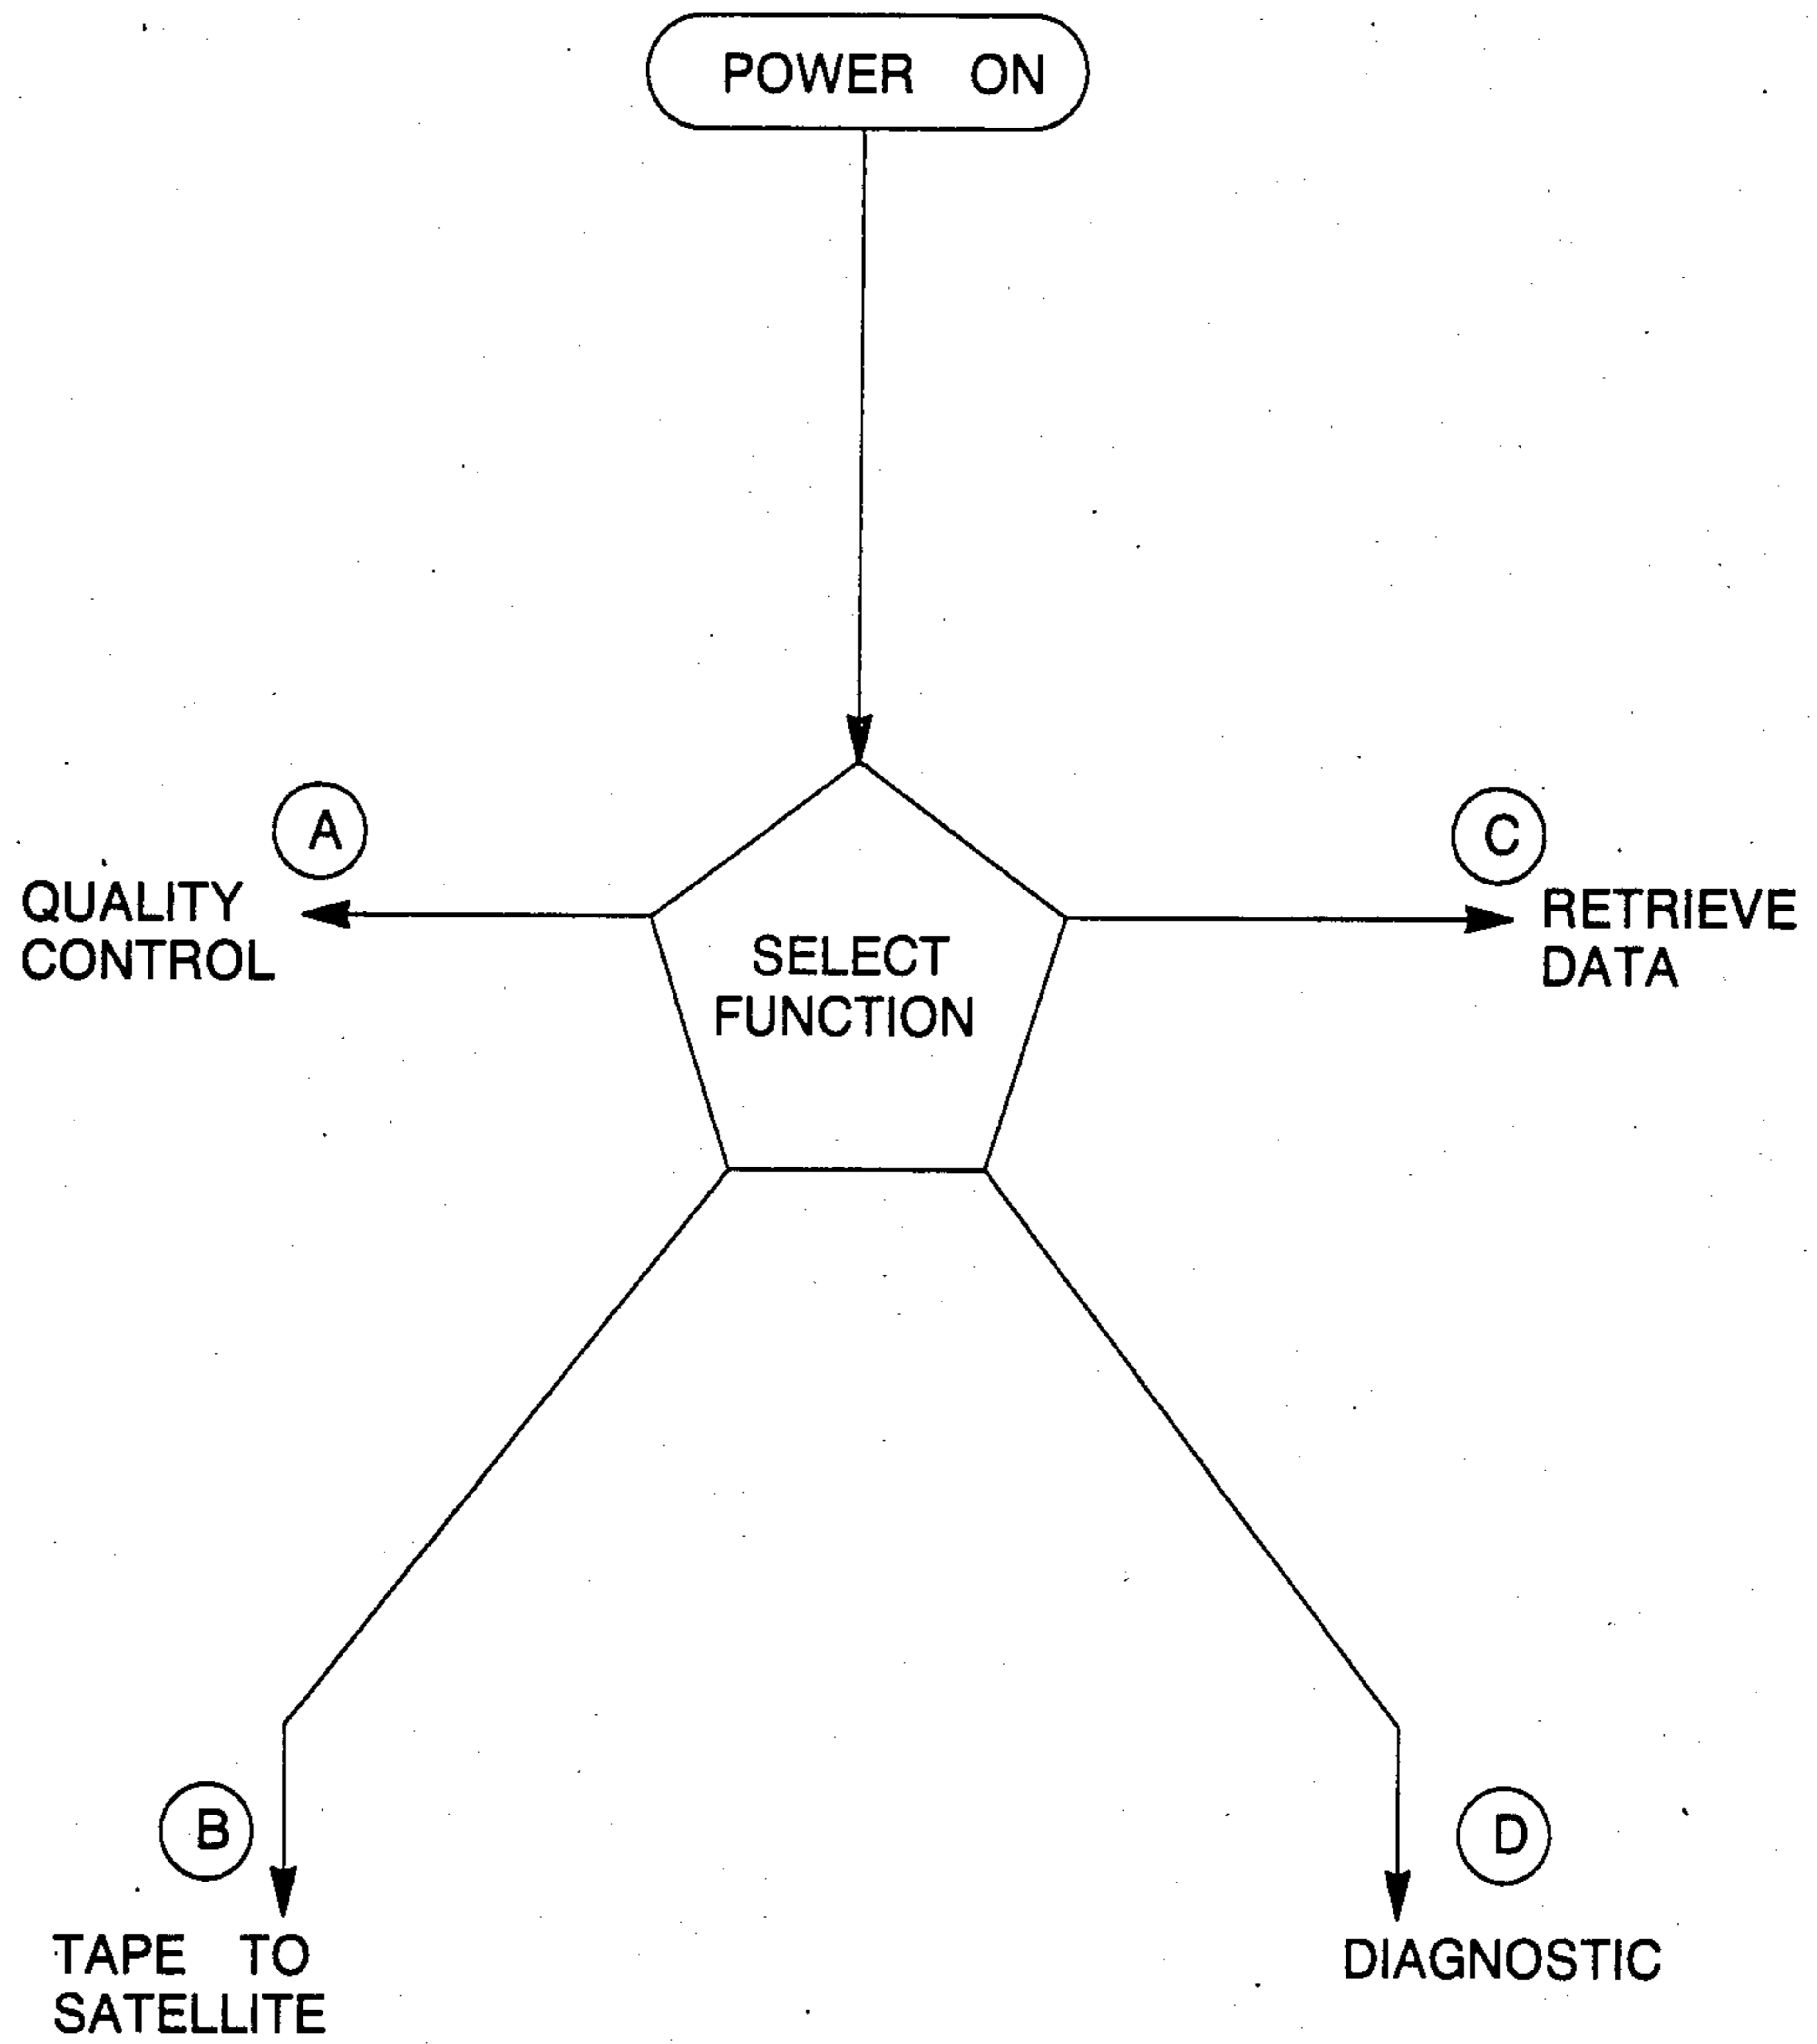 POWER ON
A
QUALITY
CONTROL
C
RETRIEVE
DATA
SELECT
FUNCTION
B
TAPE TO
SATELLITE
D
DIAGNOSTIC